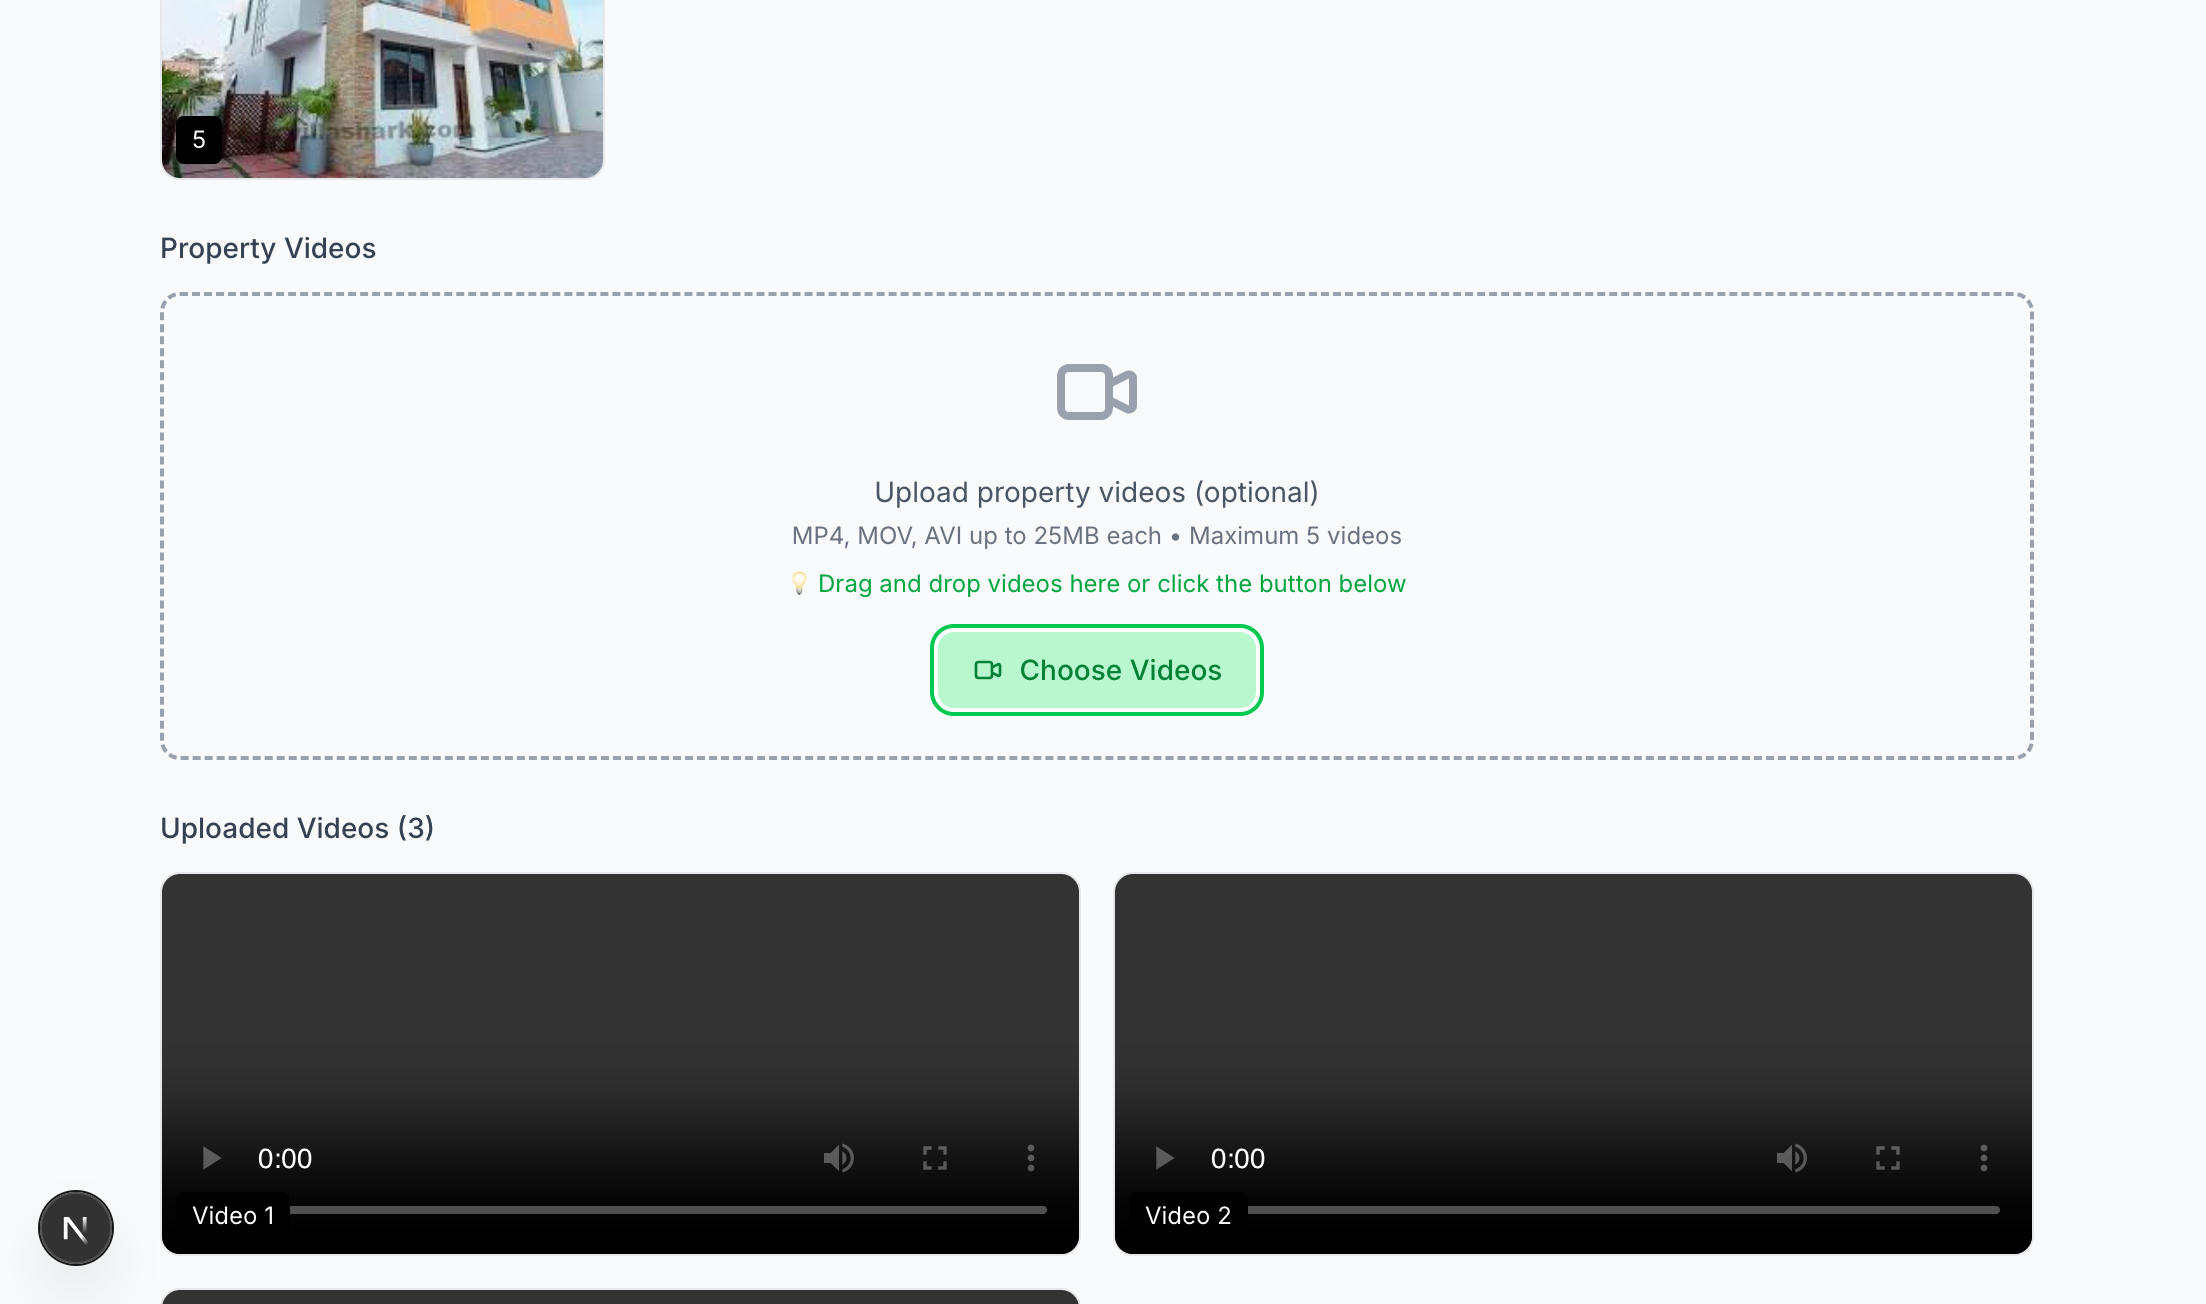 5
Property Videos
Upload property videos (optional)
MP4, MOV, AVI up to 25MB each • Maximum 5 videos
💡 Drag and drop videos here or click the button below
Choose Videos
Uploaded Videos (3)
0:00
Video 1
0:00
Video 2
N